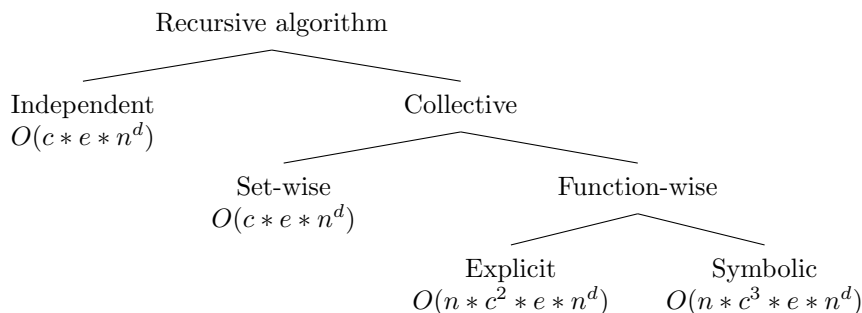 Recursive algorithm
Independent
O(c ∗ e ∗ n^d)
Collective
Set-wise
O(c ∗ e ∗ n^d)
Function-wise
Explicit
O(n ∗ c^2 ∗ e ∗ n^d)
Symbolic
O(n ∗ c^3 ∗ e ∗ n^d)